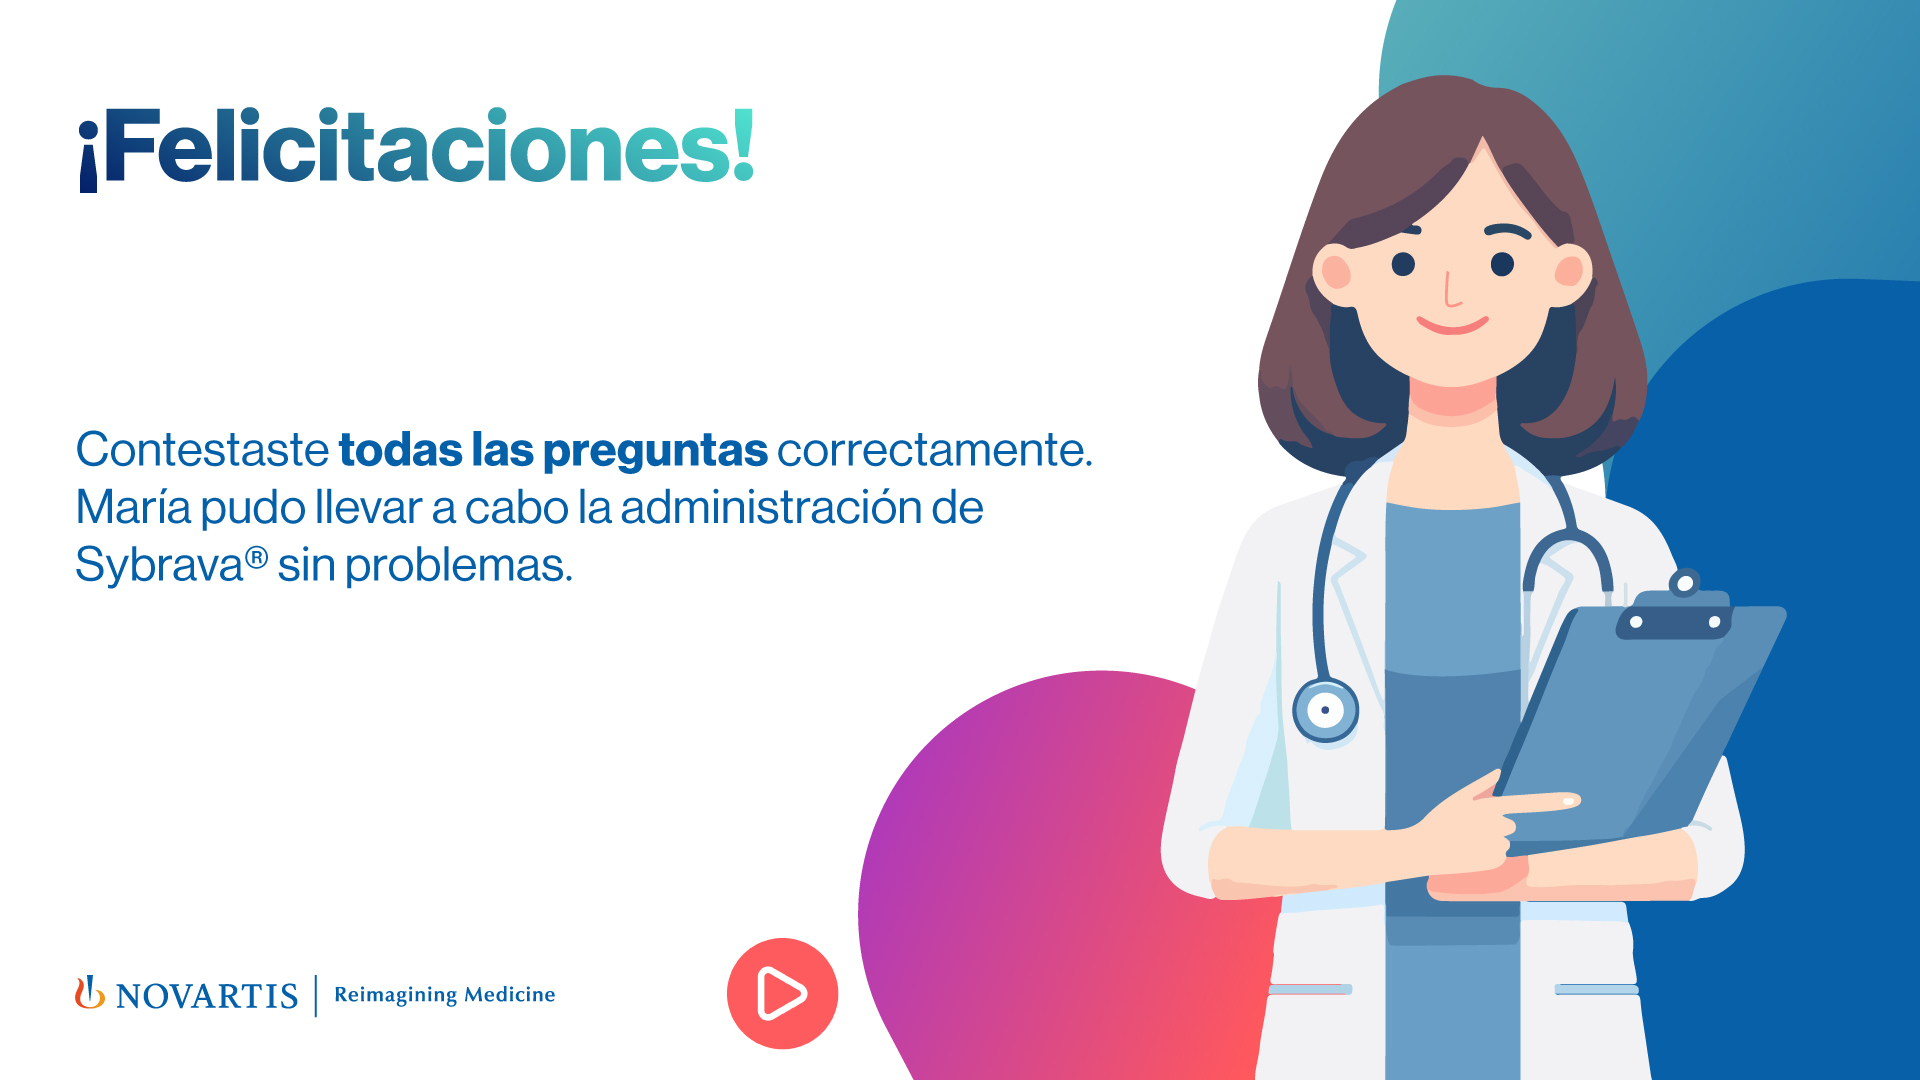 ¡Felicitaciones!
Contestaste todas las preguntas correctamente.
María pudo llevar a cabo la administración de
Sybrava® sin problemas.
NOVARTIS | Reimagining Medicine